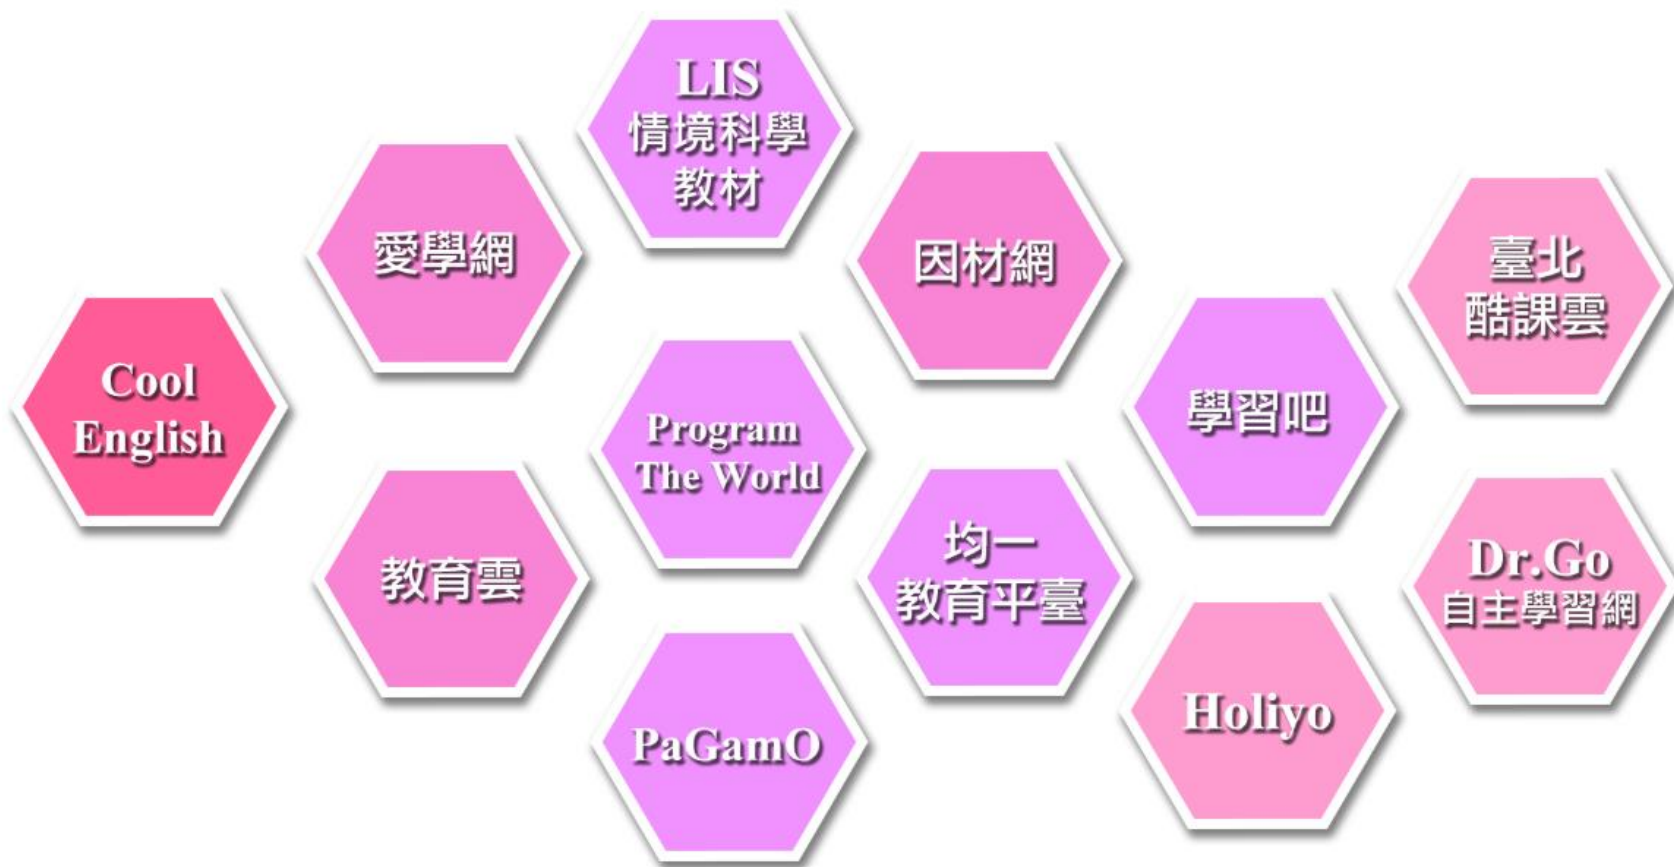 LIS
情境科學
教材
愛學網
因材網
臺北
酷課雲
Cool
English
Program
The World
學習吧
教育雲
均一
教育平臺
Dr.Go
自主學習網
PaGamO
Holiyo